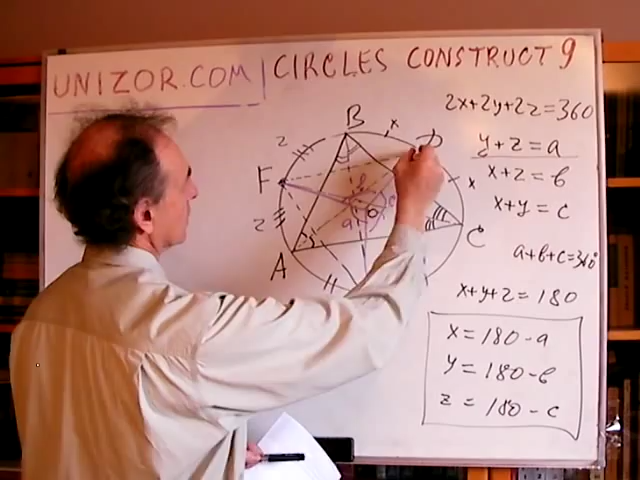 UNIZOR.COM | CIRCLES CONSTRUCT 9
2x+2y+2z=360
y+z=a
x+z=b
x+y=c
a+b+c=360°
x+y+z=180
x=180-a
y=180-b
z=180-c
B
x
D
z
F
x
z
C
A